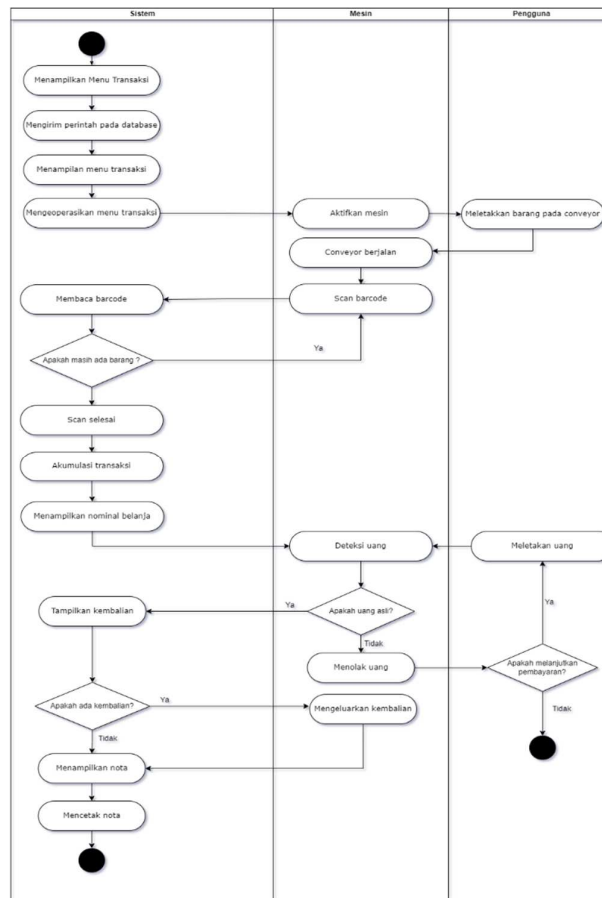 Sistem
Mesin
Pengguna
Menampilkan Menu Transaksi
Mengirim perintah pada database
Menampilan menu transaksi
Mengeoperasikan menu transaksi
Aktifkan mesin
Meletakkan barang pada conveyor
Conveyor berjalan
Membaca barcode
Scan barcode
Apakah masih ada barang ?
Ya
Scan selesai
Akumulasi transaksi
Menampilkan nominal belanja
Deteksi uang
Meletakan uang
Tampilkan kembalian
Ya
Apakah uang asli?
Ya
Tidak
Menolak uang
Apakah melanjutkan
pembayaran?
Apakah ada kembalian?
Ya
Mengeluarkan kembalian
Tidak
Tidak
Menampilkan nota
Mencetak nota